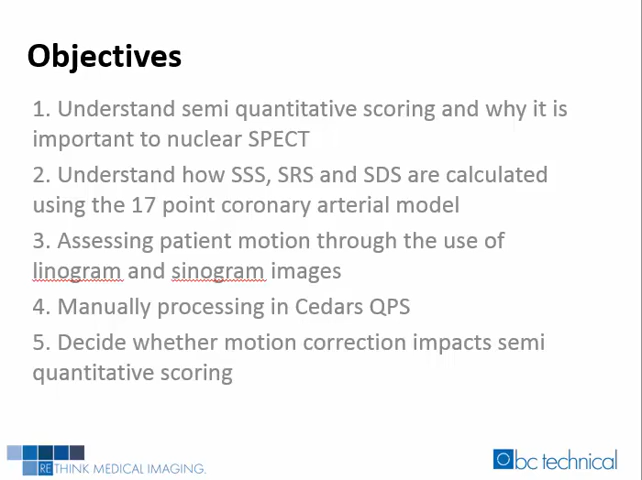 Objectives
1. Understand semi quantitative scoring and why it is
important to nuclear SPECT
2. Understand how SSS, SRS and SDS are calculated
using the 17 point coronary arterial model
3. Assessing patient motion through the use of
linogram and sinogram images
4. Manually processing in Cedars QPS
5. Decide whether motion correction impacts semi
quantitative scoring
RETHINK MEDICAL IMAGING.
bc technical